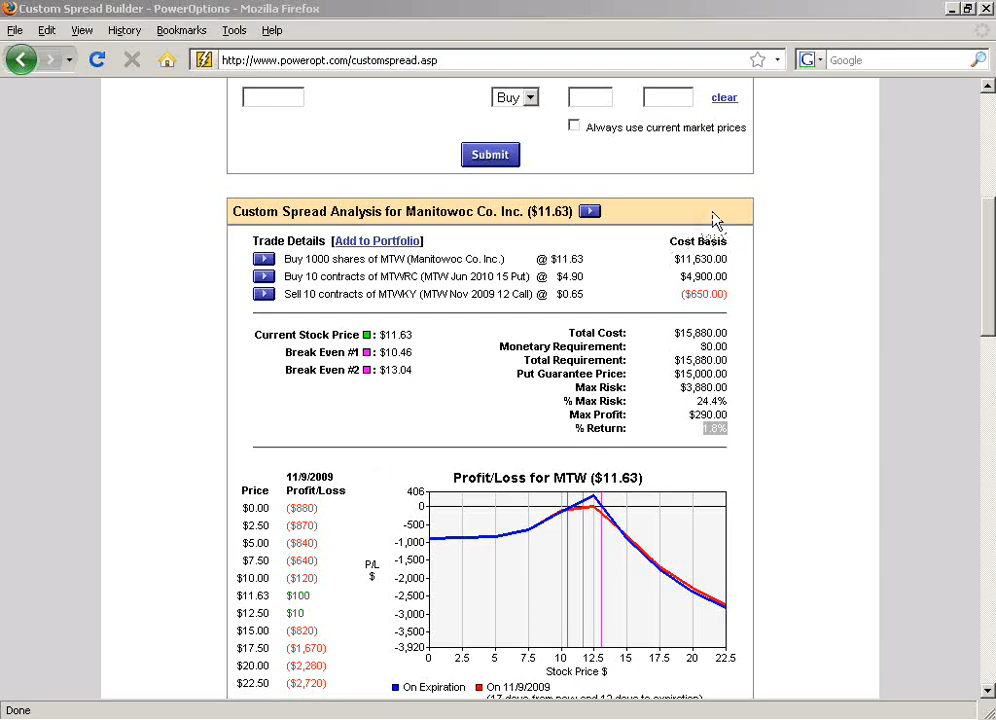 Custom Spread Builder - PowerOptions - Mozilla Firefox
File Edit View History Bookmarks Tools Help
http://www.poweropt.com/customspread.asp
Google
Buy
clear
Always use current market prices
Submit
Custom Spread Analysis for Manitowoc Co. Inc. ($11.63)
Trade Details [Add to Portfolio] Cost Basis
Buy 1000 shares of MTW (Manitowoc Co. Inc.) @ $11.63 $11,630.00
Buy 10 contracts of MTWRC (MTW Jun 2010 15 Put) @ $4.90 $4,900.00
Sell 10 contracts of MTWKY (MTW Nov 2009 12 Call) @ $0.65 ($650.00)
Current Stock Price : $11.63
Break Even #1 : $10.46
Break Even #2 : $13.04
Total Cost: $15,880.00
Monetary Requirement: $0.00
Total Requirement: $15,880.00
Put Guarantee Price: $15,000.00
Max Risk: $3,880.00
% Max Risk: 24.4%
Max Profit: $290.00
% Return: 1.8%
11/9/2009
Price Profit/Loss
$0.00 ($880)
$2.50 ($870)
$5.00 ($840)
$7.50 ($640)
$10.00 ($120)
$11.63 $100
$12.50 $10
$15.00 ($820)
$17.50 ($1,670)
$20.00 ($2,280)
$22.50 ($2,720)
Profit/Loss for MTW ($11.63)
P/L
$
406
0
-500
-1,000
-1,500
-2,000
-2,500
-3,000
-3,500
-3,920
0 2.5 5 7.5 10 12.5 15 17.5 20 22.5
Stock Price $
On Expiration On 11/9/2009
(17 days from now and 12 days to expiration)
Done